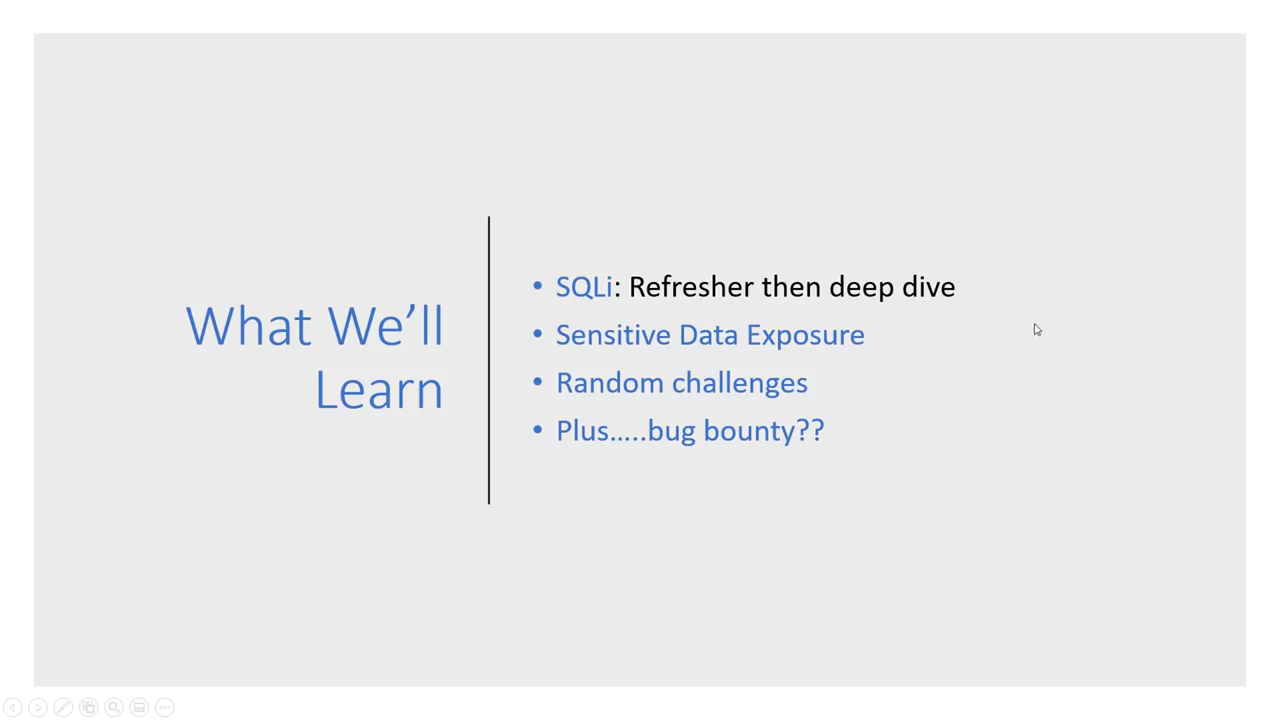 What We’ll
Learn
• SQLi: Refresher then deep dive
• Sensitive Data Exposure
• Random challenges
• Plus…..bug bounty??